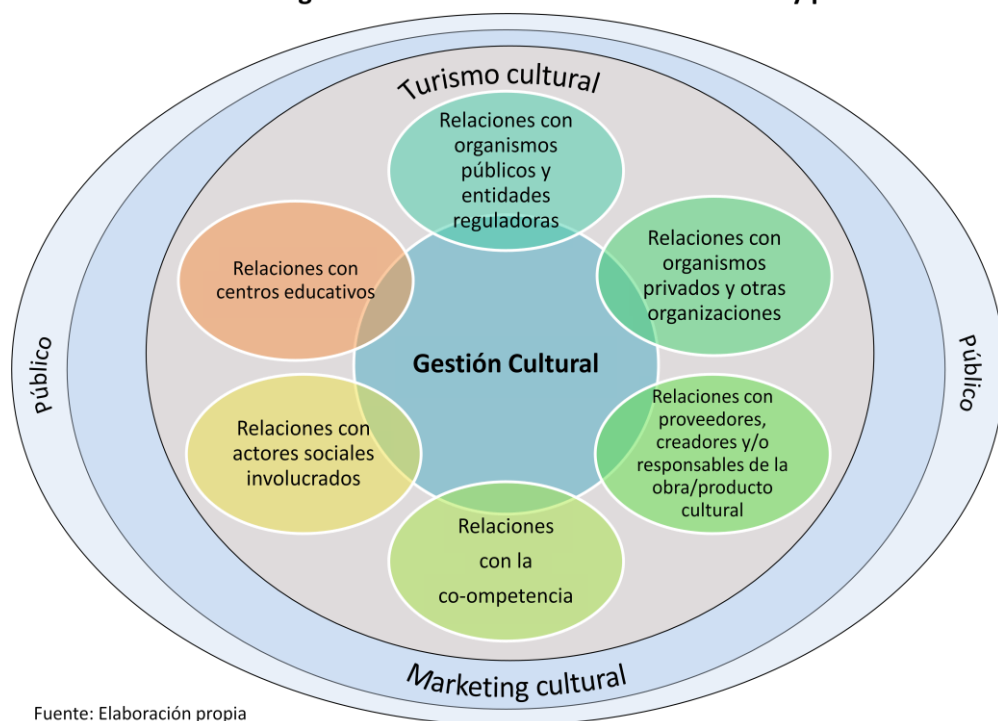 Turismo cultural
Relaciones con
organismos
públicos y
entidades
reguladoras
Relaciones con
centros educativos
Relaciones con
organismos
privados y otras
organizaciones
Público
Gestión Cultural
Público
Relaciones con
actores sociales
involucrados
Relaciones con
proveedores,
creadores y/o
responsables de la
obra/producto
cultural
Relaciones
con la
co-ompetencia
Marketing cultural
Fuente: Elaboración propia